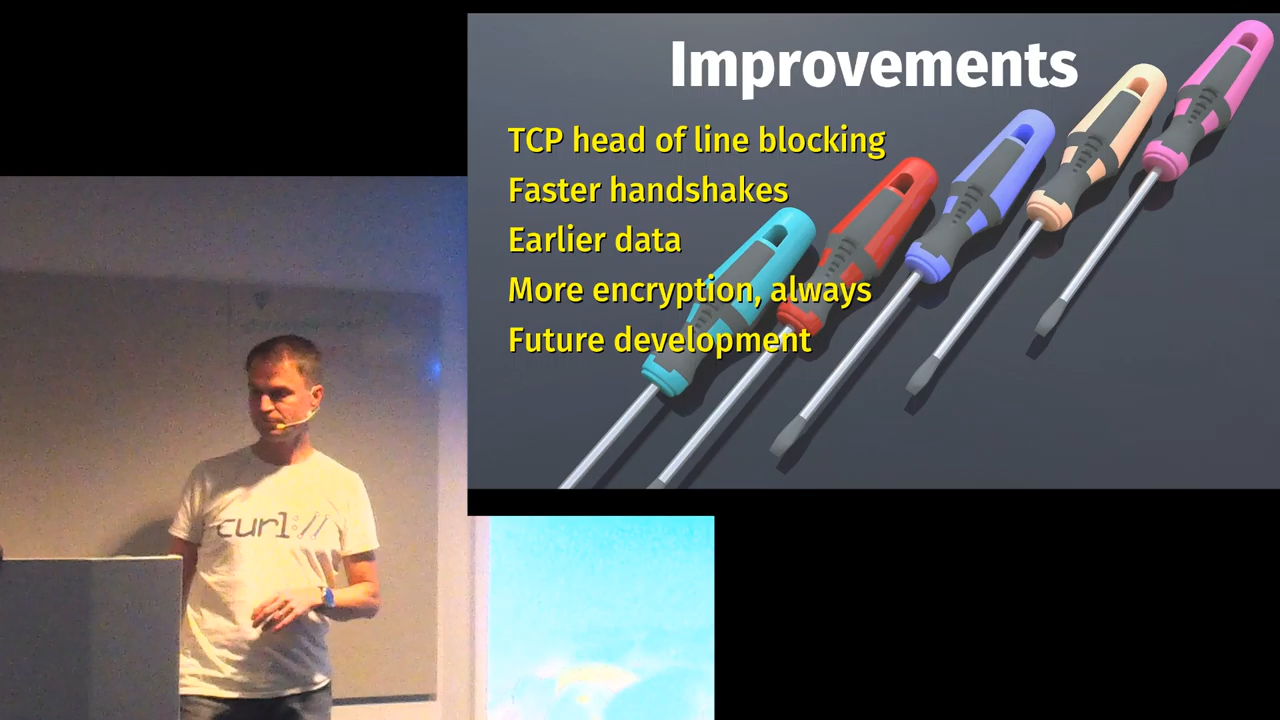 Improvements
TCP head of line blocking
Faster handshakes
Earlier data
More encryption, always
Future development
curl://